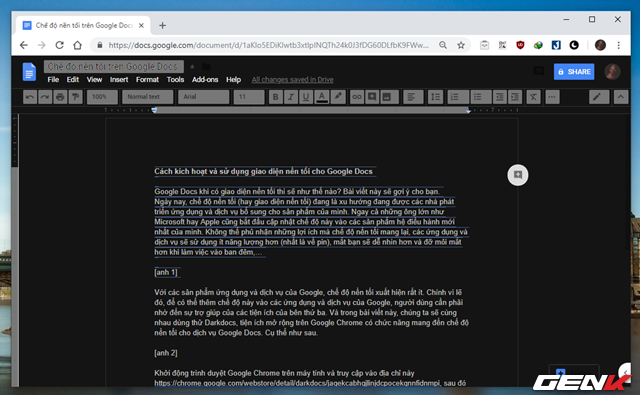 Chế độ nền tối trên Google Docs
https://docs.google.com/document/d/1aKlo5EDiKlwtb3xtlpINQTh24k0J3fDG60DLfbK9FWw...
Chế độ nền tối trên Google Docs
File Edit View Insert Format Tools Add-ons Help All changes saved in Drive
SHARE
100% Normal text Arial 11
Cách kích hoạt và sử dụng giao diện nền tối cho Google Docs
Google Docs khi có giao diện nền tối thì sẽ như thế nào? Bài viết này sẽ gợi ý cho bạn.
Ngày nay, chế độ nền tối (hay giao diện nền tối) đang là xu hướng đang được các nhà phát
triển ứng dụng và dịch vụ bổ sung cho sản phẩm của mình. Ngay cả những ông lớn như
Microsoft hay Apple cũng bắt đầu cập nhật chế độ này vào các sản phẩm hệ điều hành mới
nhất của mình. Không thể phủ nhận những lợi ích mà chế độ nền tối mang lại, các ứng dụng và
dịch vụ sẽ sử dụng ít năng lượng hơn (nhất là về pin), mắt bạn sẽ dễ nhìn hơn và đỡ mỏi mắt
hơn khi làm việc vào ban đêm,...
[anh 1]
Với các sản phẩm ứng dụng và dịch vụ của Google, chế độ nền tối xuất hiện rất ít. Chính vì lẽ
đó, để có thể thêm chế độ này vào các ứng dụng và dịch vụ của Google, người dùng cần phải
nhờ đến sự trợ giúp của các tiện ích của bên thứ ba. Và trong bài viết này, chúng ta sẽ cùng
nhau dùng thử Darkdocs, tiện ích mở rộng trên Google Chrome có chức năng mang đến chế độ
nền tối cho dịch vụ Google Docs. Cụ thể như sau.
[anh 2]
Khởi động trình duyệt Google Chrome trên máy tính và truy cập vào địa chỉ này
https://chrome.google.com/webstore/detail/darkdocs/jagekcabhgjlinjdcpocekgnnfidnmpi, sau đó
GENK